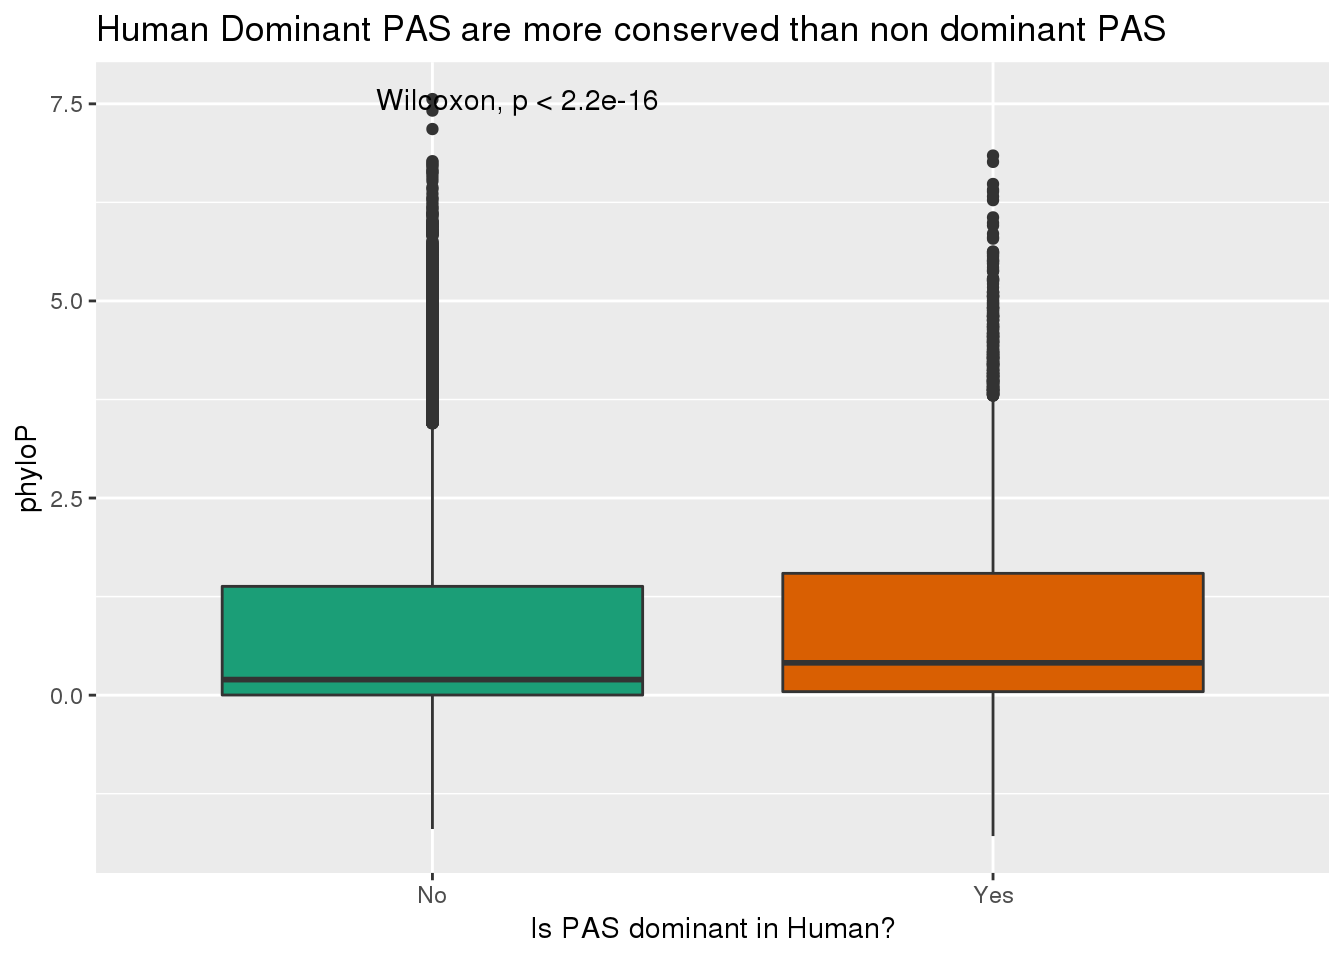 Human Dominant PAS are more conserved than non dominant PAS
Wilcoxon, p < 2.2e-16
7.5
5.0
2.5
0.0
phyloP
No
Yes
Is PAS dominant in Human?